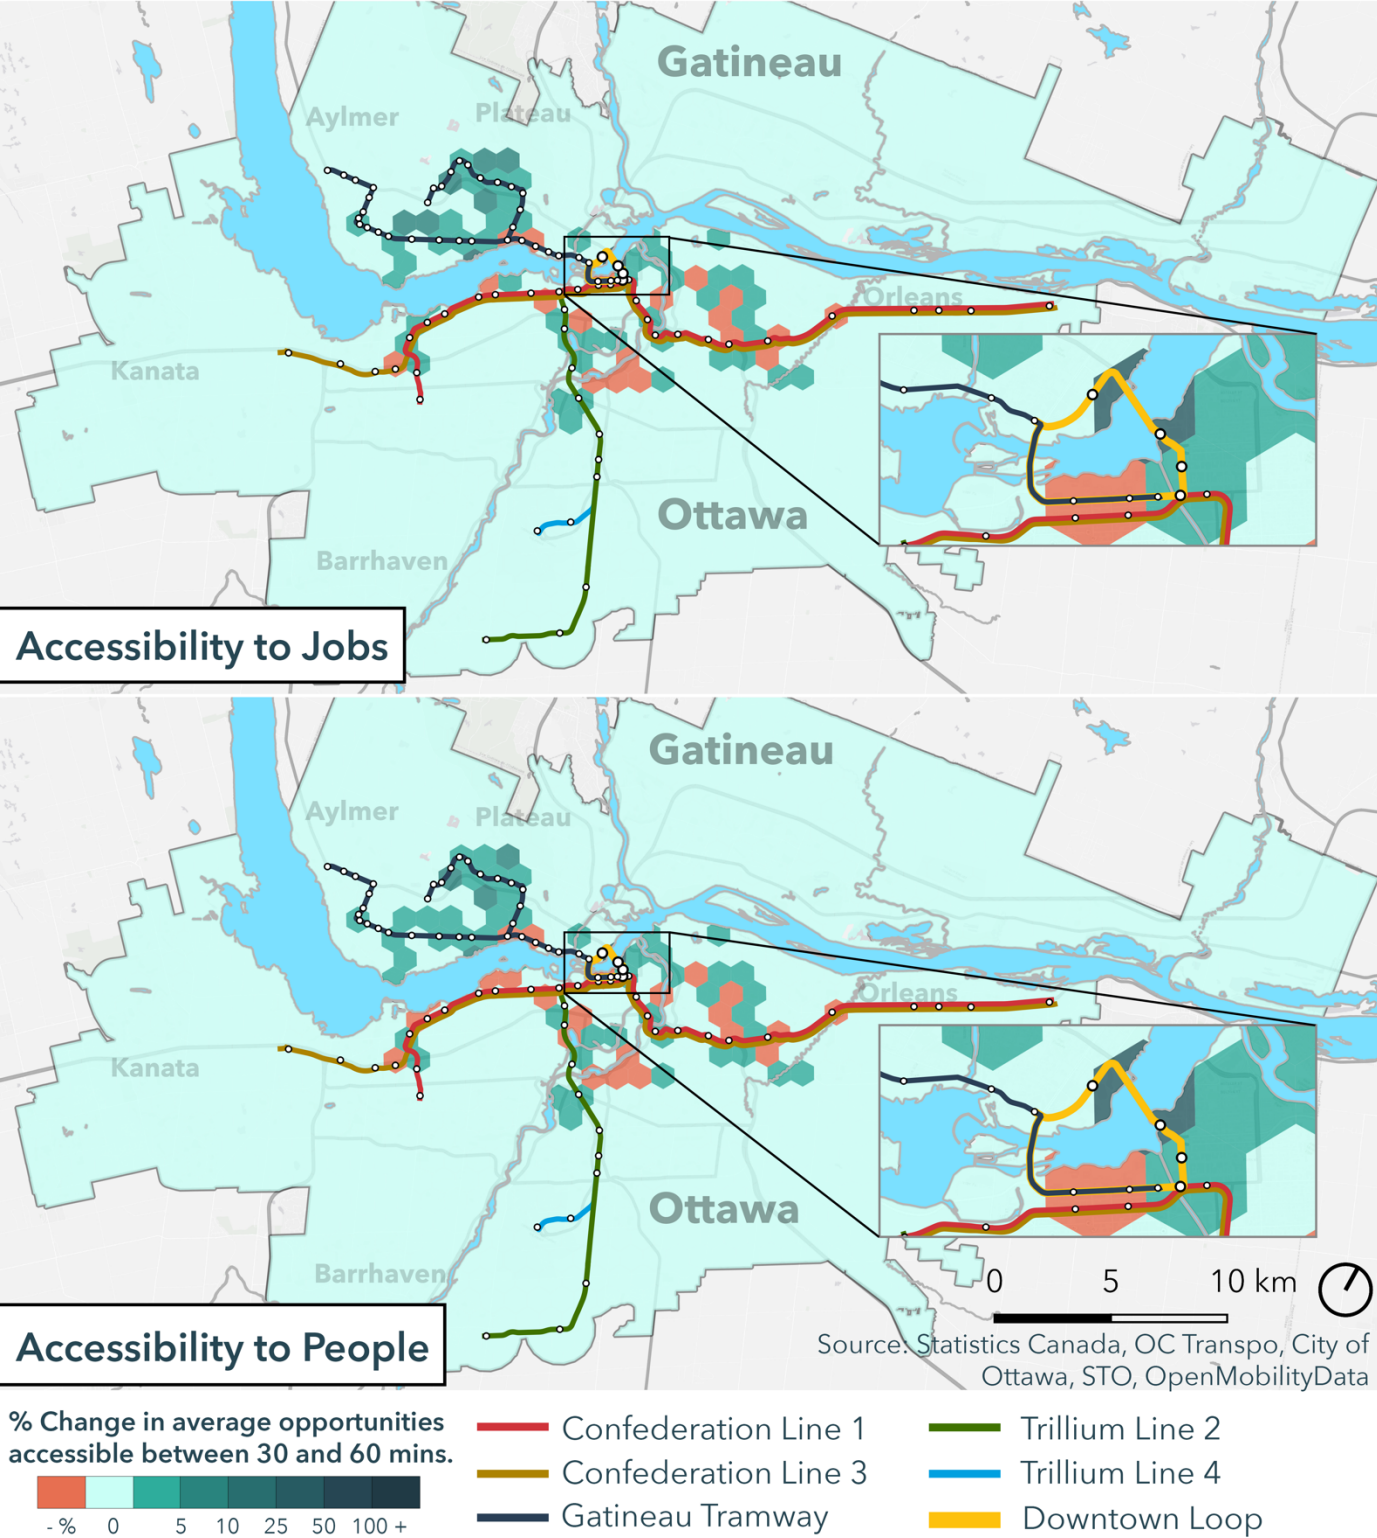 Gatineau
Aylmer
Plateau
Orleans
Kanata
Ottawa
Barrhaven
Accessibility to Jobs
Gatineau
Aylmer
Plateau
Orleans
Kanata
Ottawa
Barrhaven
0 5 10 km
Accessibility to People
Source: Statistics Canada, OC Transpo, City of
Ottawa, STO, OpenMobilityData
% Change in average opportunities
accessible between 30 and 60 mins.
- % 0 5 10 25 50 100 +
Confederation Line 1
Confederation Line 3
Gatineau Tramway
Trillium Line 2
Trillium Line 4
Downtown Loop